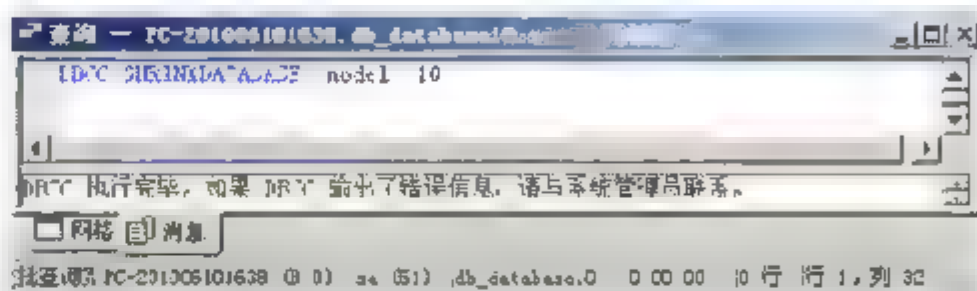 查询 — PC-201006101638.db_database
DBCC SHRINKDATABASE model 10
DBCC 执行完毕。如果 DBCC 输出了错误信息，请与系统管理员联系。
网格 消息
PC-201006101638 (8.0) sa (51) db_database 0:00:00 0 行 行 1，列 32